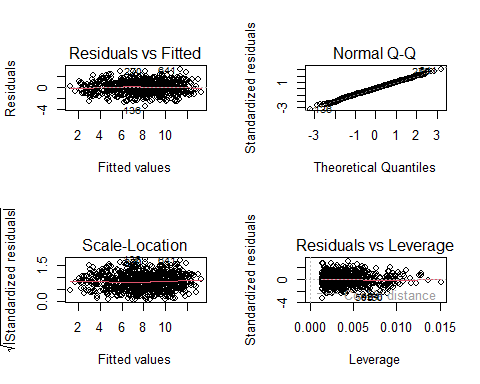 Residuals vs Fitted
Residuals
4
0
-4
2 4 6 8 10
Fitted values
Normal Q-Q
Standardized residuals
1
-3
-3 -1 0 1 2 3
Theoretical Quantiles
Scale-Location
√|Standardized residuals|
1.5
0.0
2 4 6 8 10
Fitted values
Residuals vs Leverage
Standardized residuals
0
-4
distance
0.000 0.005 0.010 0.015
Leverage